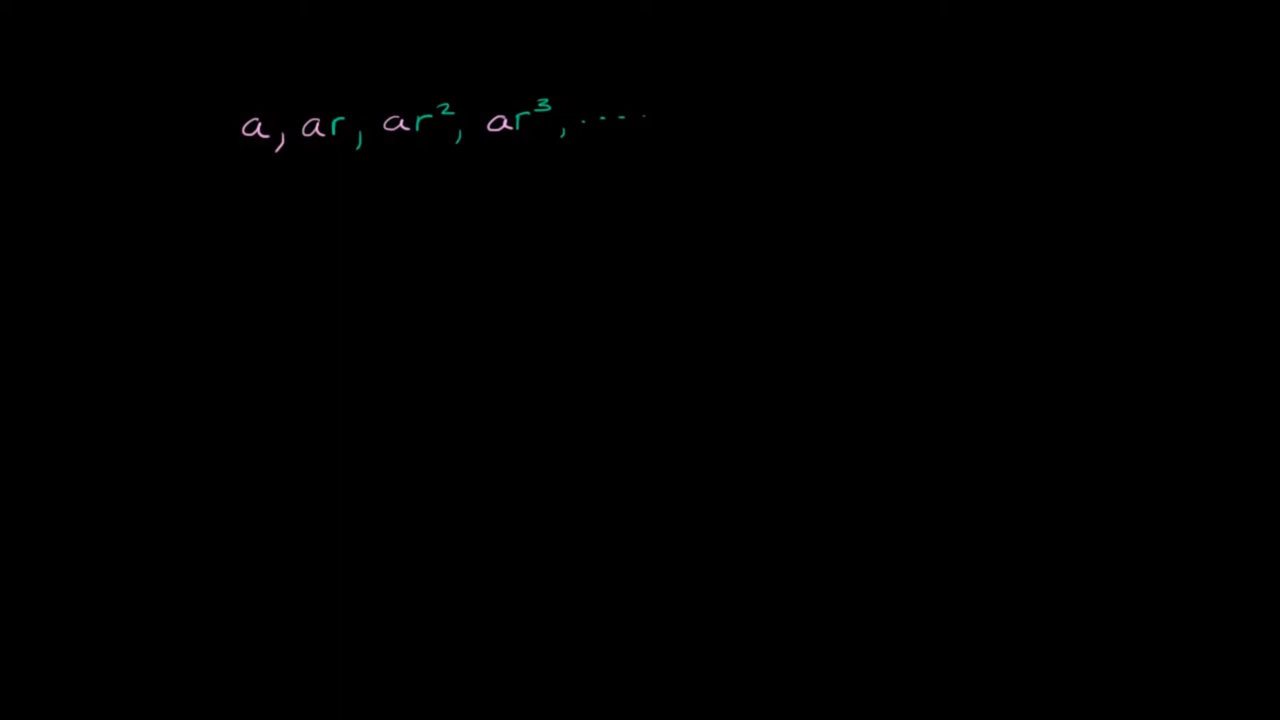 a, ar, ar², ar³, ....